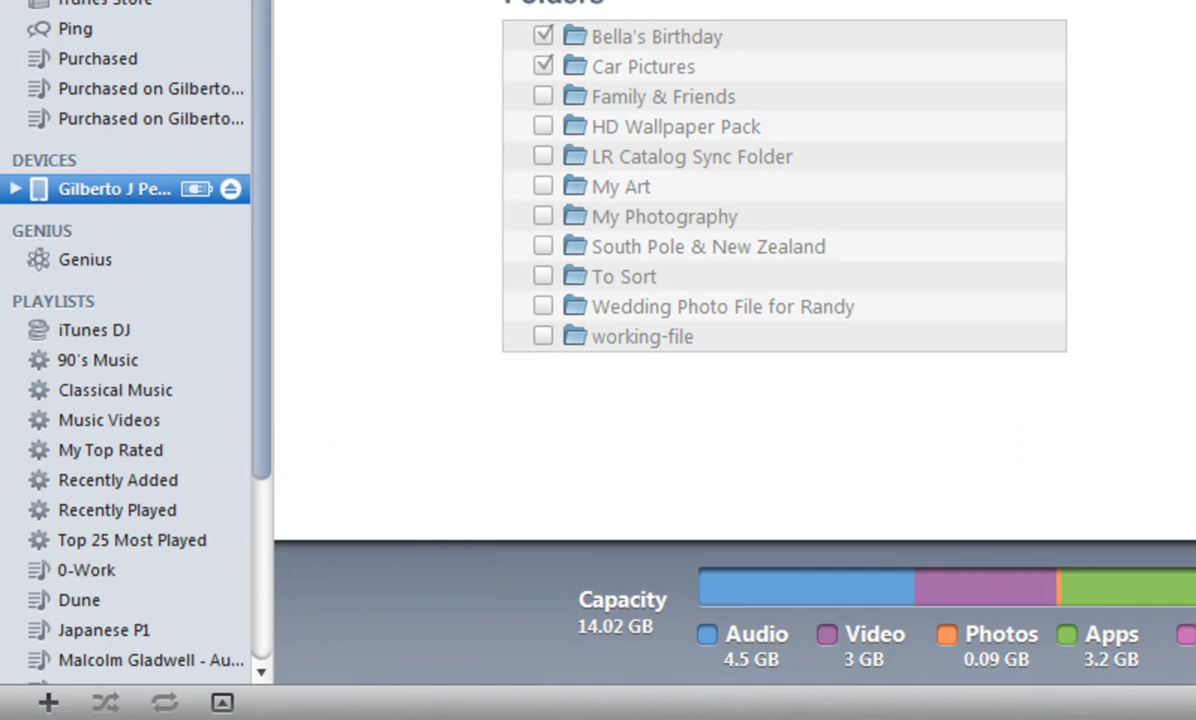 iTunes Store
Ping
Purchased
Purchased on Gilberto...
Purchased on Gilberto...
DEVICES
Gilberto J Pe...
GENIUS
Genius
PLAYLISTS
iTunes DJ
90's Music
Classical Music
Music Videos
My Top Rated
Recently Added
Recently Played
Top 25 Most Played
0-Work
Dune
Japanese P1
Malcolm Gladwell - Au...
Folders
Bella's Birthday
Car Pictures
Family & Friends
HD Wallpaper Pack
LR Catalog Sync Folder
My Art
My Photography
South Pole & New Zealand
To Sort
Wedding Photo File for Randy
working-file
Capacity
14.02 GB
Audio
4.5 GB
Video
3 GB
Photos
0.09 GB
Apps
3.2 GB